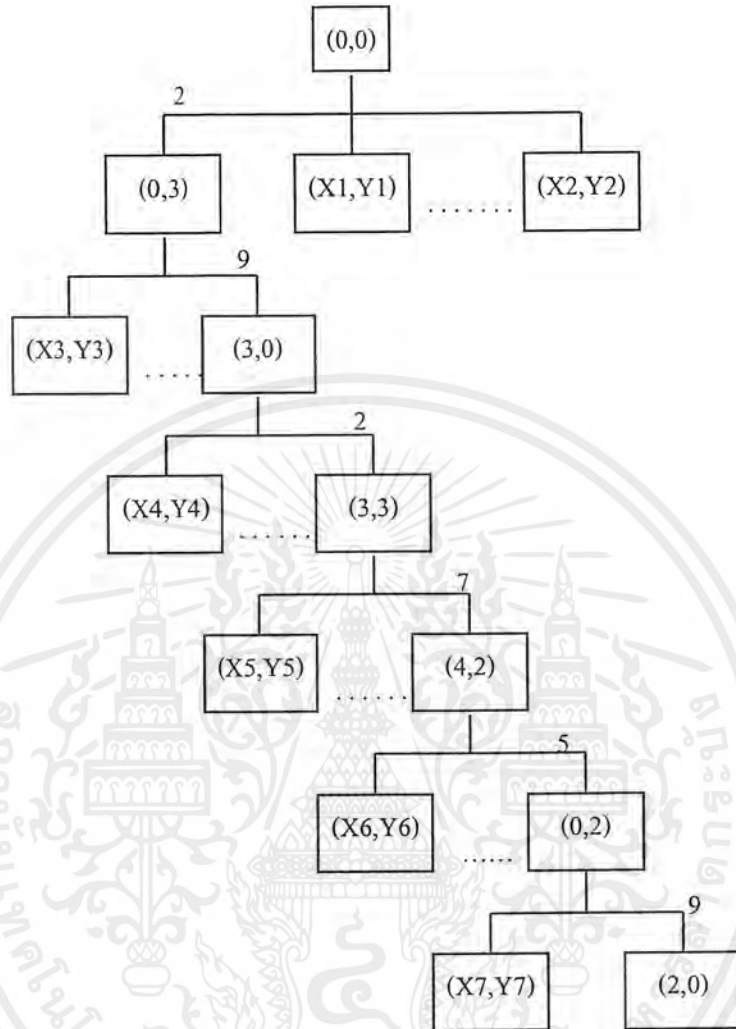 (0,0)
2
(0,3)
(X1,Y1)
........
(X2,Y2)
9
(X3,Y3)
......
(3,0)
2
(X4,Y4)
.......
(3,3)
7
(X5,Y5)
.......
(4,2)
5
(X6,Y6)
......
(0,2)
9
(X7,Y7)
(2,0)